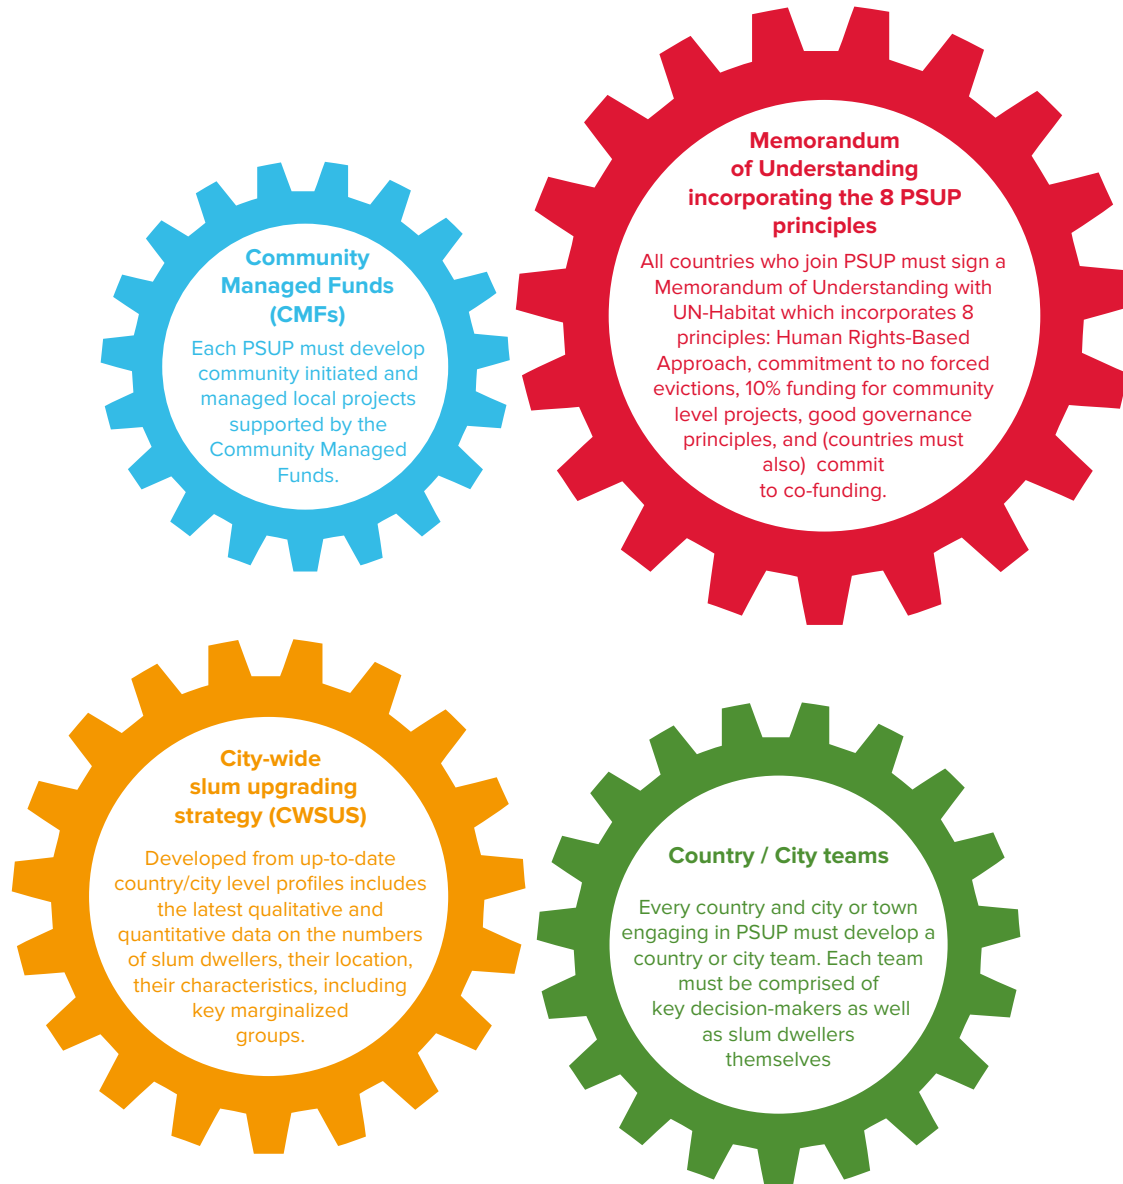 Community
Managed Funds
(CMFs)
Each PSUP must develop
community initiated and
managed local projects
supported by the
Community Managed
Funds.
Memorandum
of Understanding
incorporating the 8 PSUP
principles
All countries who join PSUP must sign a
Memorandum of Understanding with
UN-Habitat which incorporates 8
principles: Human Rights-Based
Approach, commitment to no forced
evictions, 10% funding for community
level projects, good governance
principles, and (countries must
also) commit
to co-funding.
City-wide
slum upgrading
strategy (CWSUS)
Developed from up-to-date
country/city level profiles includes
the latest qualitative and
quantitative data on the numbers
of slum dwellers, their location,
their characteristics, including
key marginalized
groups.
Country / City teams
Every country and city or town
engaging in PSUP must develop a
country or city team. Each team
must be comprised of
key decision-makers as well
as slum dwellers
themselves